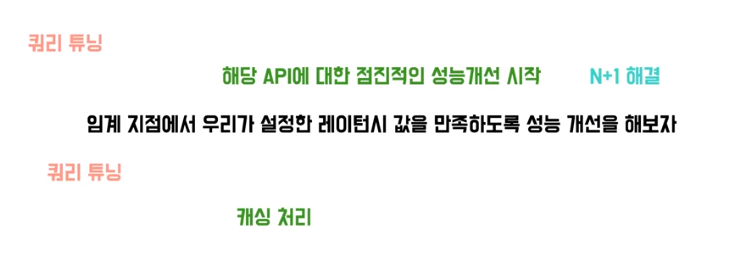 쿼리 튜닝
해당 API에 대한 점진적인 성능개선 시작 N+1 해결
임계 지점에서 우리가 설정한 레이턴시 값을 만족하도록 성능 개선을 해보자
쿼리 튜닝
캐싱 처리